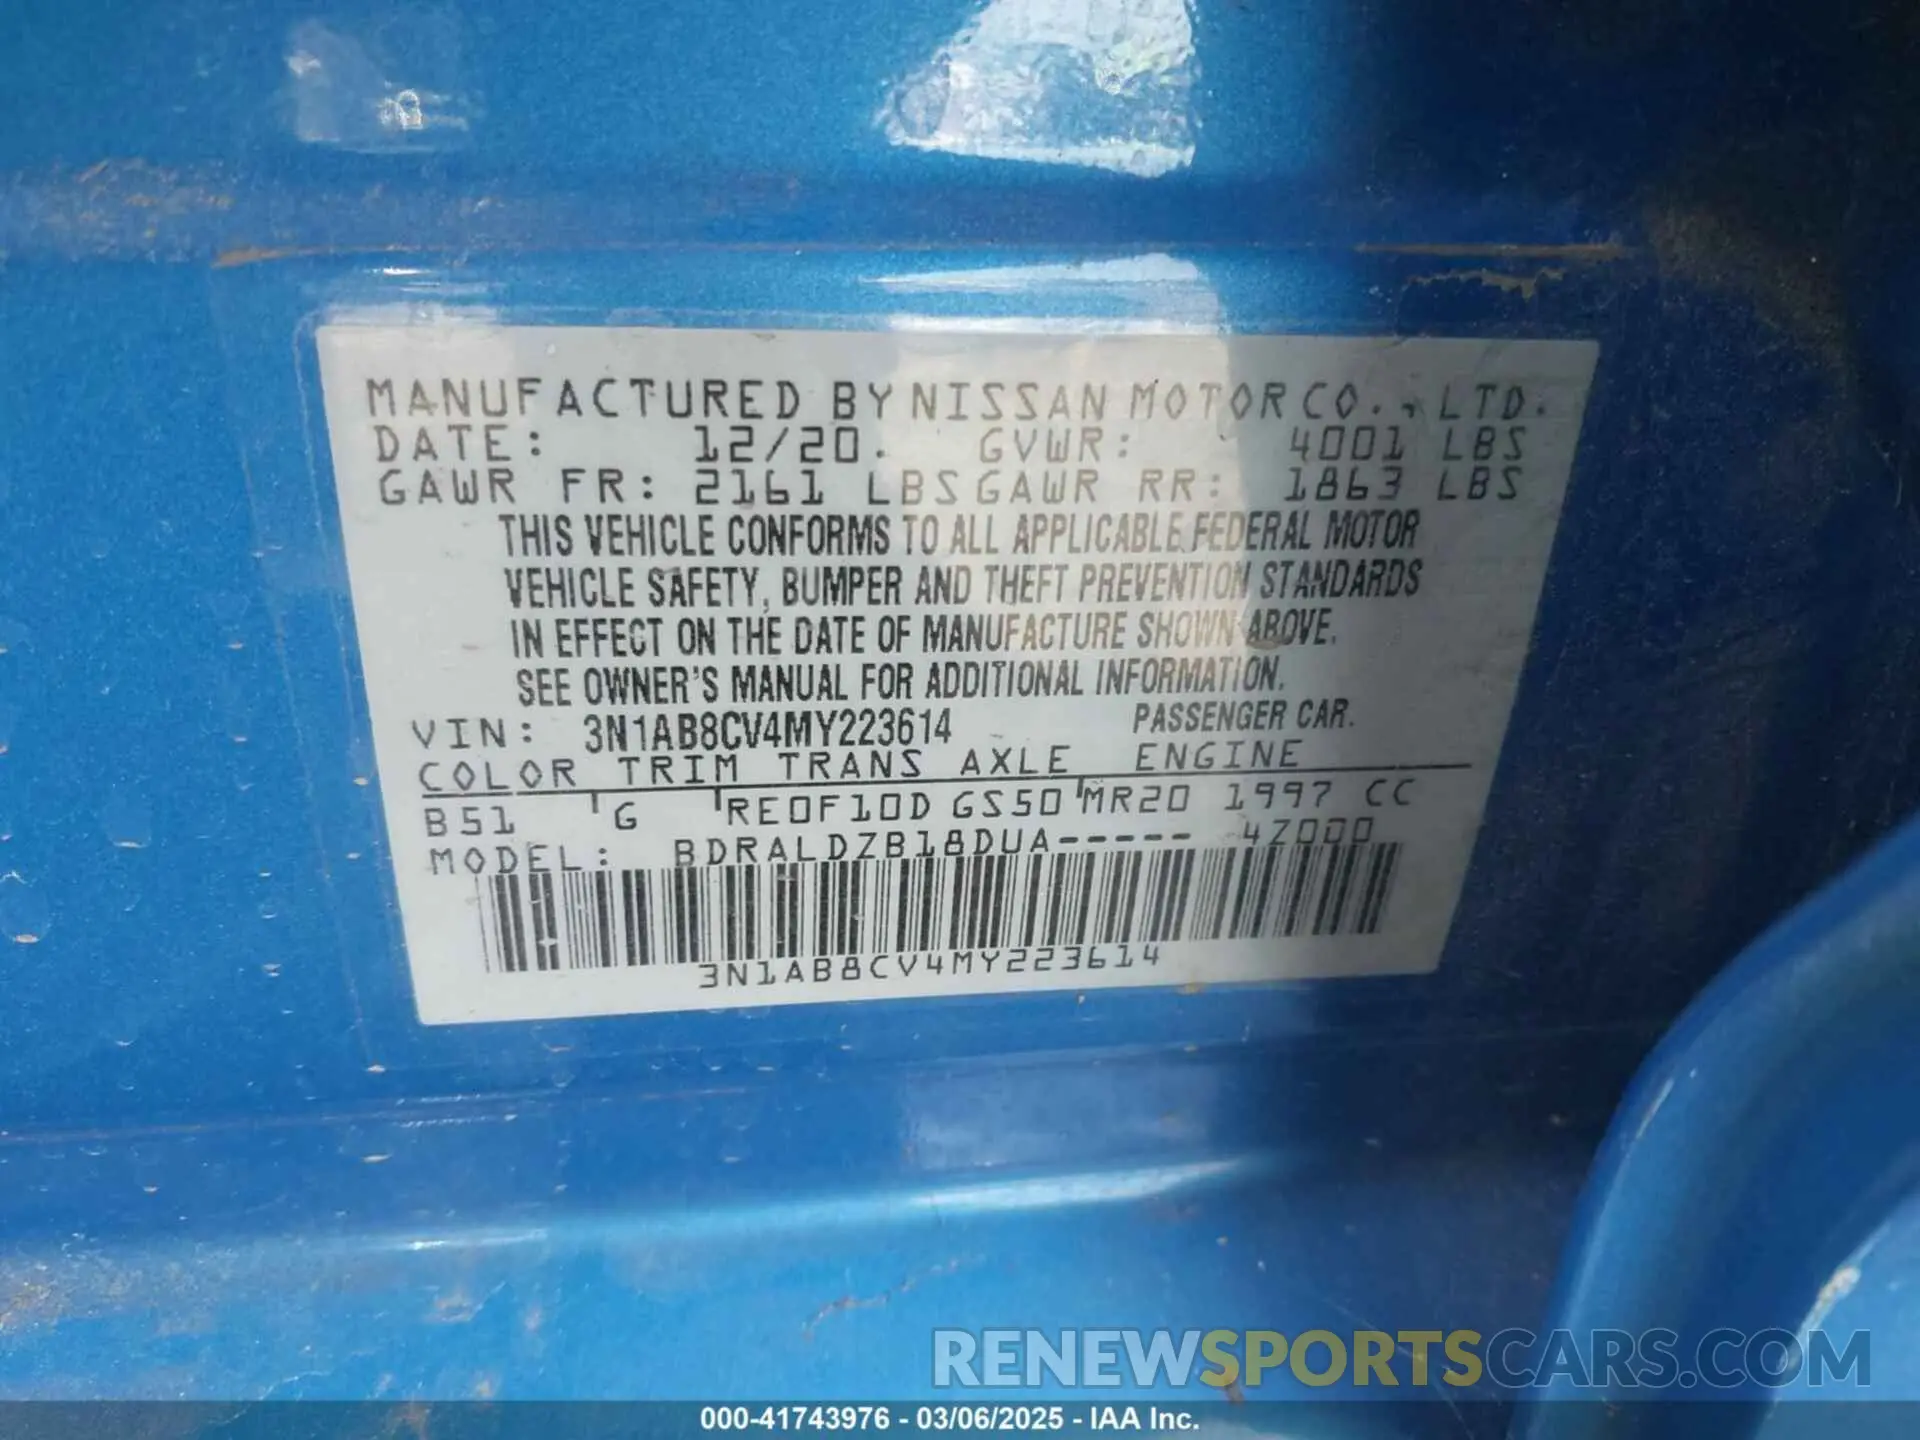 MANUFACTURED BY NISSAN MOTOR CO., LTD.
DATE: 12/20. GVWR: 4001 LBS
GAWR FR: 2161 LBS GAWR RR: 1863 LBS
THIS VEHICLE CONFORMS TO ALL APPLICABLE FEDERAL MOTOR
VEHICLE SAFETY, BUMPER AND THEFT PREVENTION STANDARDS
IN EFFECT ON THE DATE OF MANUFACTURE SHOWN ABOVE.
SEE OWNER'S MANUAL FOR ADDITIONAL INFORMATION.
VIN: 3N1AB8CV4MY223614 PASSENGER CAR.
COLOR TRIM TRANS AXLE ENGINE
B51 G RE0F10D GS50 MR20 1997 CC
MODEL: BDRALDZB18DUA----- 4Z000
3N1AB8CV4MY223614
RENEWSPORTSCARS.COM
000-41743976 - 03/06/2025 - IAA Inc.